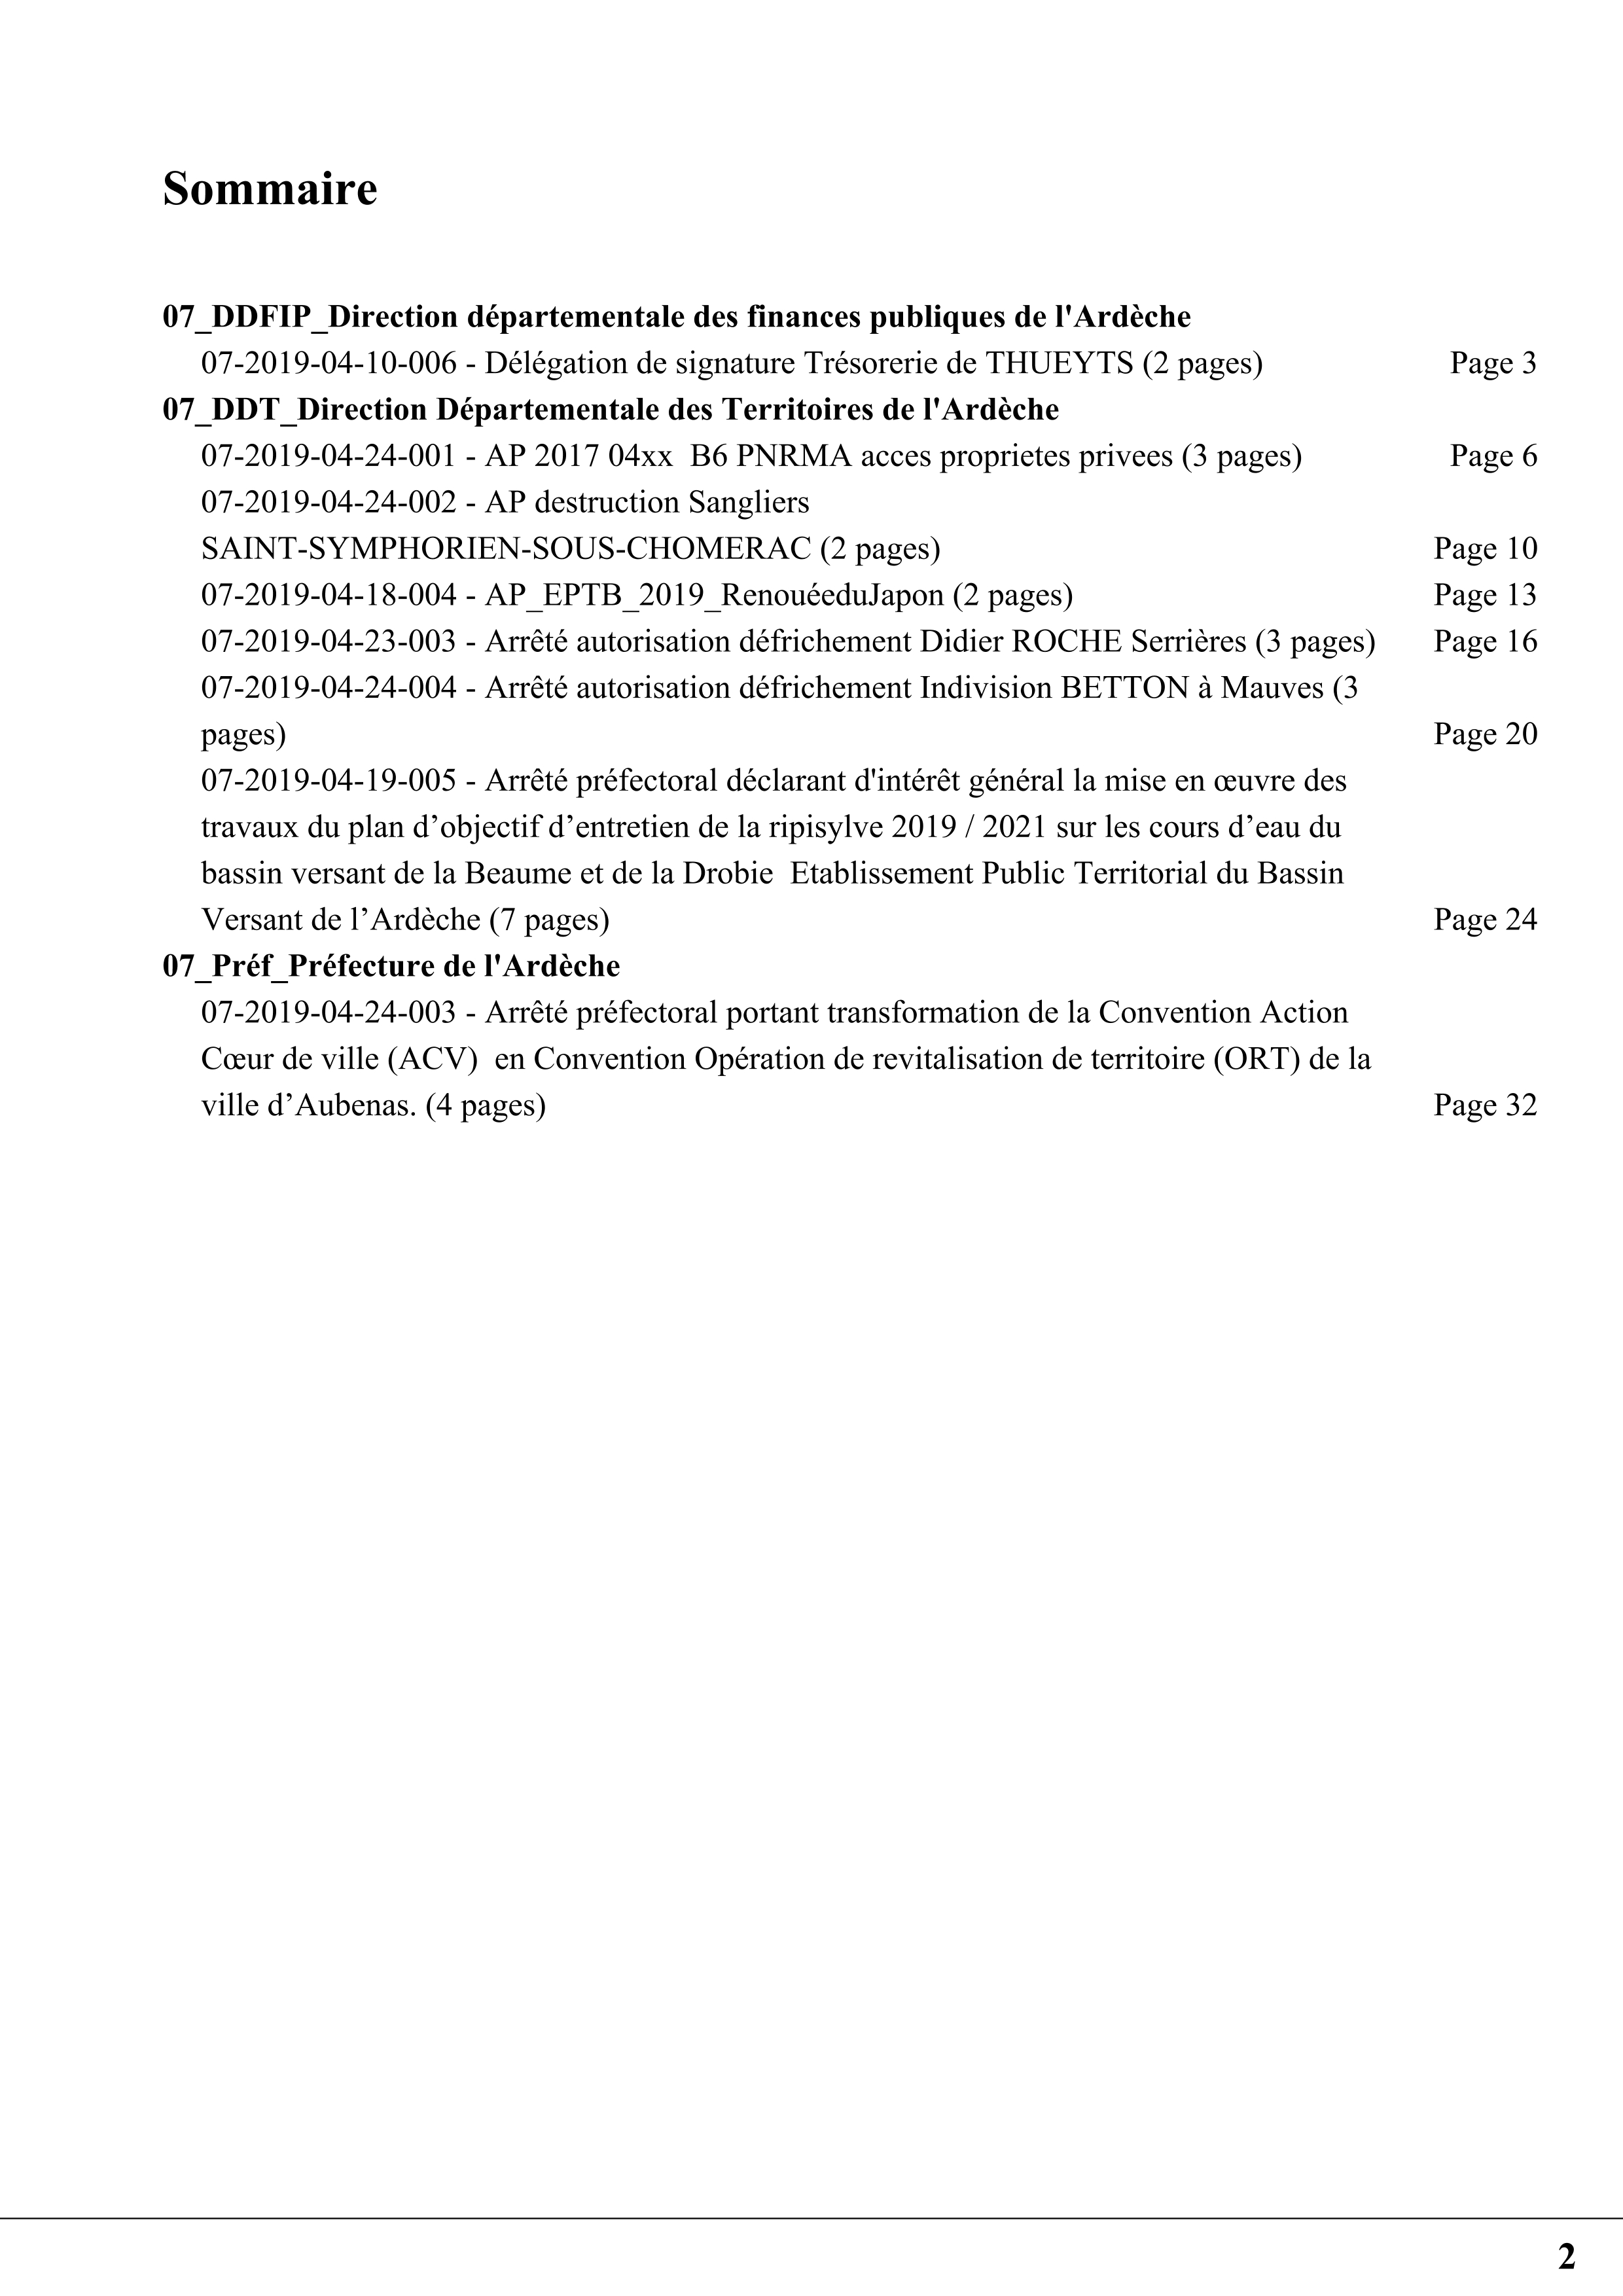 Sommaire
07_DDFIP_Direction départementale des finances publiques de l'Ardèche
07-2019-04-10-006 - Délégation de signature Trésorerie de THUEYTS (2 pages) Page 3
07_DDT_Direction Départementale des Territoires de l'Ardèche
07-2019-04-24-001 - AP 2017 04xx  B6 PNRMA acces proprietes privees (3 pages) Page 6
07-2019-04-24-002 - AP destruction Sangliers
SAINT-SYMPHORIEN-SOUS-CHOMERAC (2 pages) Page 10
07-2019-04-18-004 - AP_EPTB_2019_RenouéeduJapon (2 pages) Page 13
07-2019-04-23-003 - Arrêté autorisation défrichement Didier ROCHE Serrières (3 pages) Page 16
07-2019-04-24-004 - Arrêté autorisation défrichement Indivision BETTON à Mauves (3
pages) Page 20
07-2019-04-19-005 - Arrêté préfectoral déclarant d'intérêt général la mise en œuvre des
travaux du plan d’objectif d’entretien de la ripisylve 2019 / 2021 sur les cours d’eau du
bassin versant de la Beaume et de la Drobie  Etablissement Public Territorial du Bassin
Versant de l’Ardèche (7 pages) Page 24
07_Préf_Préfecture de l'Ardèche
07-2019-04-24-003 - Arrêté préfectoral portant transformation de la Convention Action
Cœur de ville (ACV)  en Convention Opération de revitalisation de territoire (ORT) de la
ville d’Aubenas. (4 pages) Page 32
2